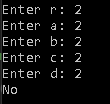 Enter r: 2
Enter a: 2
Enter b: 2
Enter c: 2
Enter d: 2
No